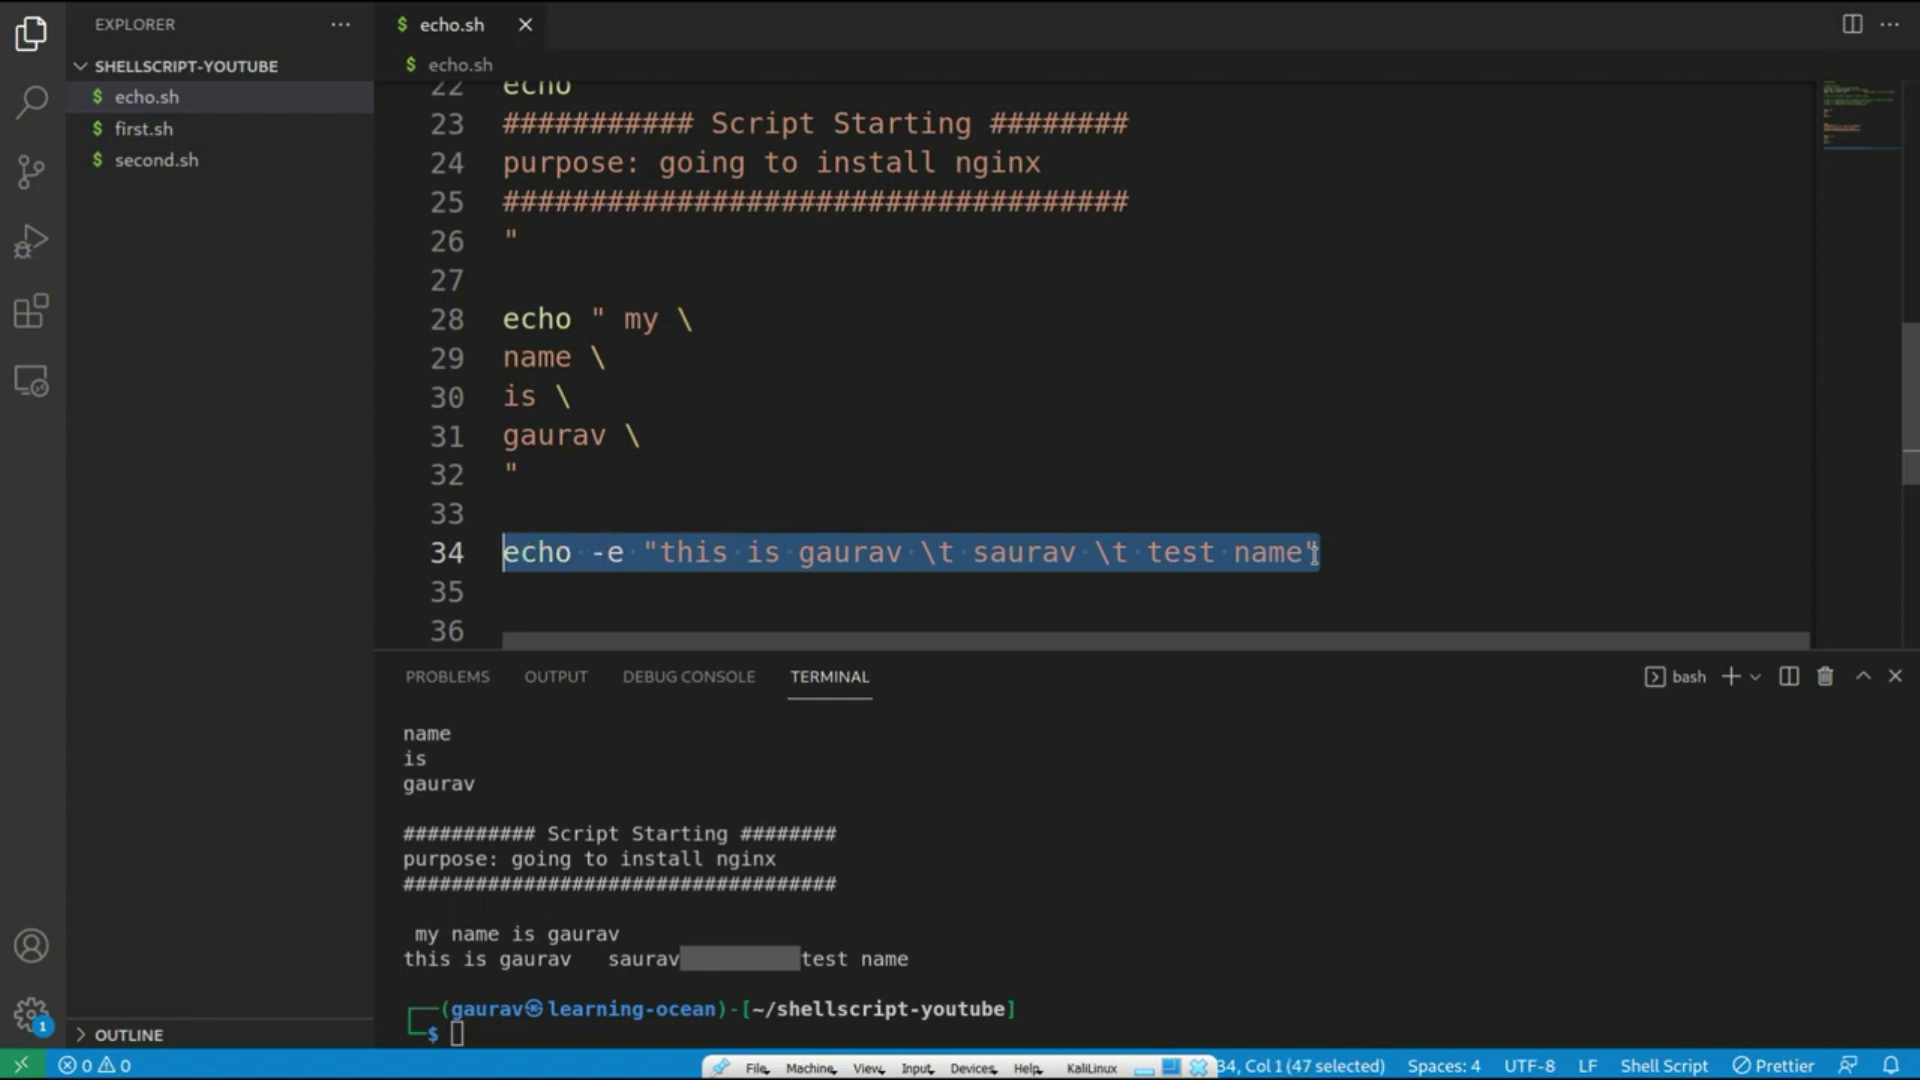 EXPLORER
echo.sh
SHELLSCRIPT-YOUTUBE
$ echo.sh
$ first.sh
$ second.sh
OUTLINE
1
$ echo.sh
$ echo.sh
22 echo
23 ########### Script Starting ########
24 purpose: going to install nginx
25 ####################################
26 "
27
28 echo " my \
29 name \
30 is \
31 gaurav \
32 "
33
34 echo -e "this is gaurav \t saurav \t test name"
35
36
PROBLEMS OUTPUT DEBUG CONSOLE TERMINAL
bash
name
is
gaurav
########### Script Starting ########
purpose: going to install nginx
####################################
my name is gaurav
this is gaurav saurav test name
(gaurav㉿learning-ocean)-[~/shellscript-youtube]
$
0 0
File Machine View Input Devices Help KaliLinux
34, Col 1 (47 selected) Spaces: 4 UTF-8 LF Shell Script Prettier